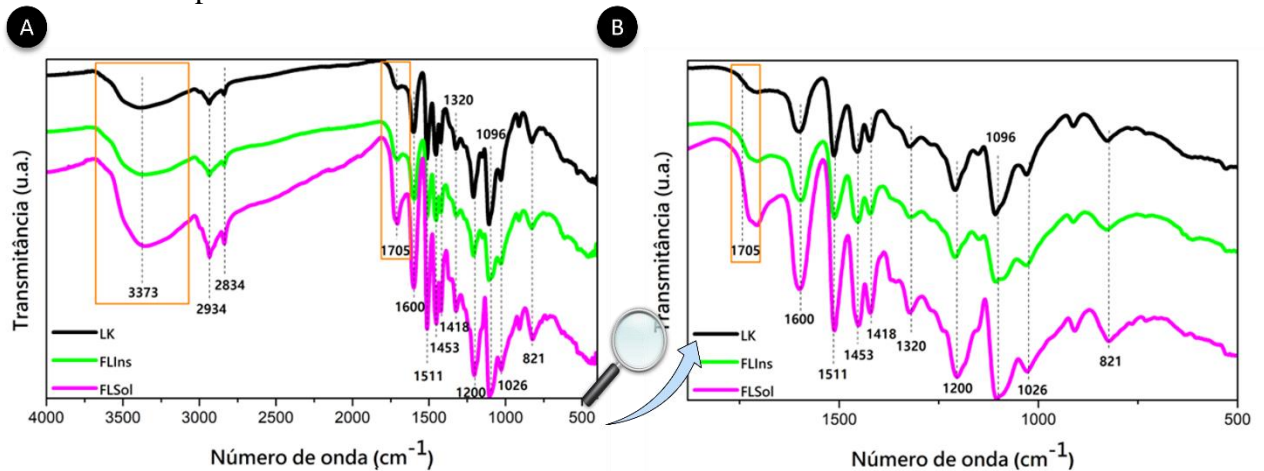 A
Transmitância (u.a.)
3373
2934
2834
1705
1600
1511
1453
1418
1320
1200
1096
1026
821
LK
FLIns
FLSol
4000 3500 3000 2500 2000 1500 1000 500
Número de onda (cm⁻¹)
B
Transmitância (u.a.)
1705
1600
1511
1453
1418
1320
1200
1096
1026
821
LK
FLIns
FLSol
1500 1000 500
Número de onda (cm⁻¹)